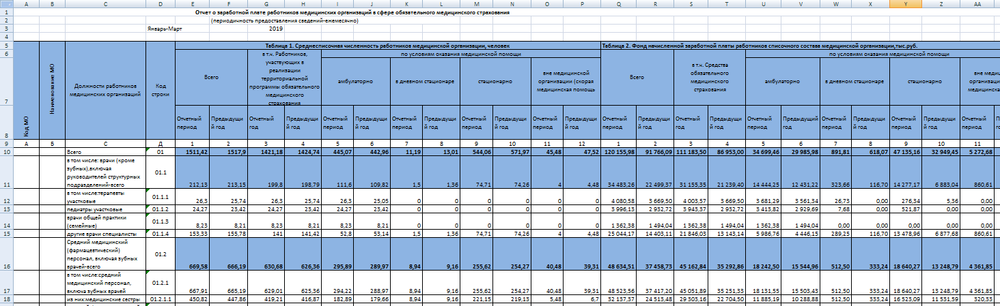 A B C D E F G H I J K L M N O P Q R S T U V W X Y Z AA
1 Отчет о заработной плате работников медицинских организаций в сфере обязательного медицинского страхования
2 (периодичность предоставления сведений-ежемесячно)
3 Январь-Март 2019
4
5 Таблица 1. Среднесписочная численность работников медицинской организации, человек Таблица 2. Фонд начисленной заработной платы работников списочного состава медицинской организации,тыс.руб.
6 по условиям оказания медицинской помощи по условиям оказания медицинской помощи
7
8
Код МО
Наименование МО
Должности работников
медицинских организаций
Код
строки
Всего
в т.ч. Работников,
участвующих в
реализации
территориальной
программы обязательного
медицинского
страхования
амбулаторно
в дневном стационаре
стационарно
вне медицинской
организации (скорая
медицинская помощь
Всего
в т.ч. Средства
обязательного
медицинского
страхования
амбулаторно
в дневном стационаре
стационарно
вне медиц
организаци
медицинска
Отчетный Предыдущи Отчетный Предыдущи Отчетный Предыдущи Отчетный Предыдущи Отчетный Предыдущи Отчетный Предыдущи Отчетный Предыдущи Отчетный Предыдущи Отчетный Предыдущий Отчетный Предыдущи Отчетный Предыдущи Отчетный
период й год год й год период й год период й год период й год период й год период й год год й год период год период й год период й год период
9 А Б С Д 1 2 3 4 5 6 7 8 9 10 11 12 1 2 3 4 5 6 7 8 9 10 11
10 Всего 01 1511,42 1517,9 1421,18 1424,74 445,07 442,96 11,19 13,01 544,06 571,97 45,48 47,52 120 155,98 91 766,09 111 183,50 86 953,00 34 699,46 29 985,98 891,81 618,07 47 135,16 32 949,45 5 272,68
в том числе: врачи (кроме
зубных),включая
руководителей структурных
11 подразделений-всего 01.1 212,13 213,15 199,8 198,79 111,6 109,82 1,5 1,36 74,71 74,26 4 4,48 34 483,26 22 499,37 31 155,35 21 239,40 14 444,25 12 431,22 323,66 116,70 14 277,17 6 883,04 860,61
в том числе:терапевты
12 участковые 01.1.1 26,3 25,74 26,3 25,74 26,3 25,05 0 0 0 0 0 0 4 080,58 3 669,50 4 003,57 3 669,50 3 681,29 3 561,34 26,73 0,00 276,34 5,36 0,00
13 педиатры участковые 01.1.2 24,27 23,42 24,27 23,42 24,27 23,42 0 0 0 0 0 0 3 996,13 2 932,72 3 943,37 2 932,72 3 413,82 2 929,69 7,68 0,00 521,87 0,00 0,00
врачи общей практики
14 (семейные) 01.1.3 8,23 8,21 8,23 8,21 8,23 8,21 0 0 0 0 0 0 1 362,38 1 494,04 1 362,38 1 494,04 1 362,38 1 494,04 0,00 0,00 0,00 0,00 0,00
15 другие врачи специалисты 01.1.4 153,33 155,78 141 141,42 52,8 53,14 1,5 1,36 74,71 74,26 4 4,48 25 044,17 14 403,11 21 846,03 13 143,14 5 986,76 4 446,15 289,25 116,70 13 478,96 6 877,68 860,61
Средний медицинский
(фармацевтический)
персонал, включая зубных
16 врачей-всего 01.2 669,58 666,19 630,68 626,36 295,89 289,97 8,94 9,16 255,62 254,27 40,48 39,31 48 634,51 37 458,73 45 162,84 35 292,86 18 242,50 15 544,96 512,50 333,24 18 640,27 13 248,79 4 361,85
в том числе:средний
медицинский персонал,
17 включа зубных врачей 01.2.1 667,91 665,19 629,01 625,36 294,22 288,97 8,94 9,16 255,62 254,27 40,48 39,31 48 523,56 37 417,20 45 051,89 35 251,33 18 131,55 15 503,43 512,50 333,24 18 640,27 13 248,79 4 361,85
18 из них:медицинские сестры 01.2.1.1 450,82 447,86 419,21 416,87 182,89 179,66 8,94 9,16 221,15 219,13 5,48 6,7 32 137,37 24 513,48 29 303,16 22 704,50 11 885,19 10 288,88 512,50 333,24 16 523,09 11 531,59 320,33